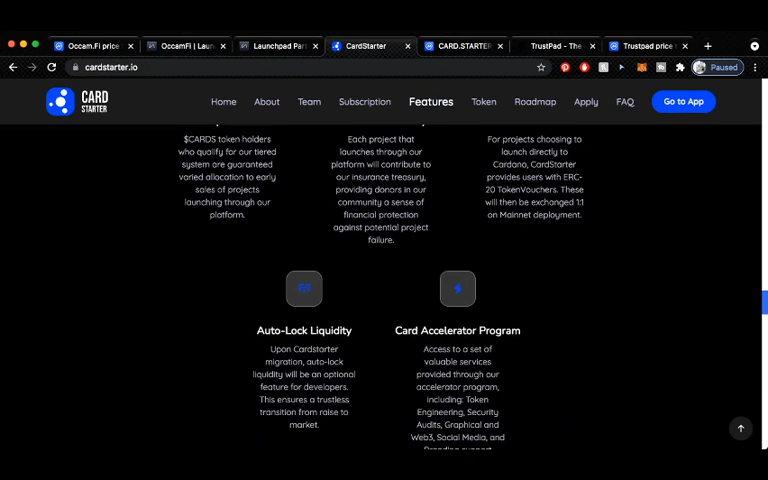 Occam.Fi price
OccamFi | Laun
Launchpad Par
CardStarter
CARD.STARTER
TrustPad - The
Trustpad price
cardstarter.io
Paused
CARD
STARTER
Home
About
Team
Subscription
Features
Token
Roadmap
Apply
FAQ
Go to App
$CARDS token holders
who qualify for our tiered
system are guaranteed
varied allocation to early
sales of projects
launching through our
platform.
Each project that
launches through our
platform will contribute to
our insurance treasury,
providing donors in our
community a sense of
financial protection
against potential project
failure.
For projects choosing to
launch directly to
Cardano, CardStarter
provides users with ERC-
20 TokenVouchers. These
will then be exchanged 1:1
on Mainnet deployment.
Auto-Lock Liquidity
Upon Cardstarter
migration, auto-lock
liquidity will be an optional
feature for developers.
This ensures a trustless
transition from raise to
market.
Card Accelerator Program
Access to a set of
valuable services
provided through our
accelerator program,
including: Token
Engineering, Security
Audits, Graphical and
Web3, Social Media, and
Branding support